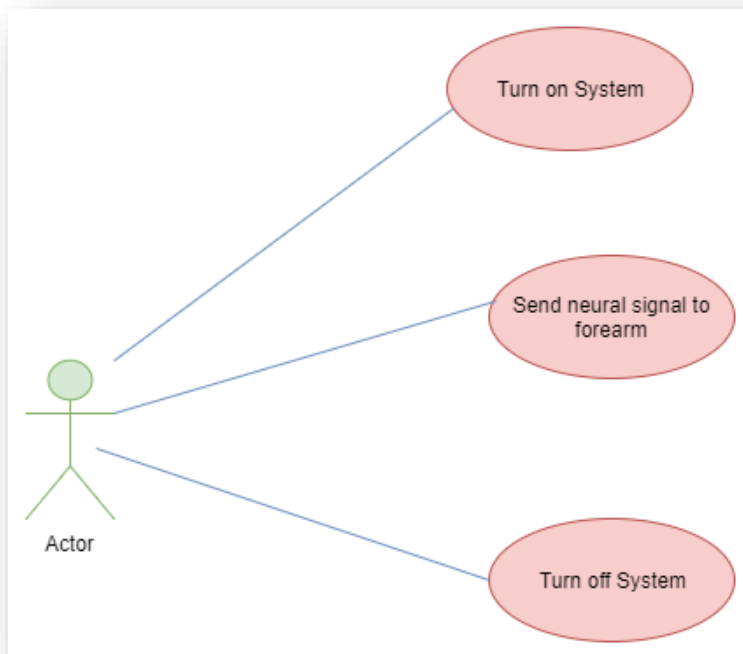 Turn on System
Send neural signal to
forearm
Actor
Turn off System